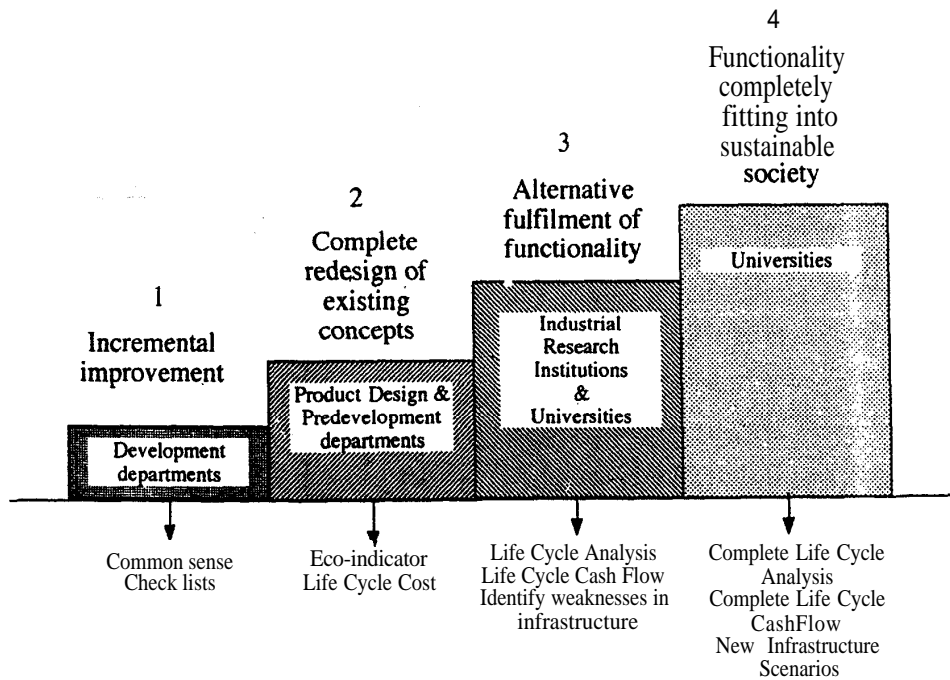 1
Incremental
improvement
Development
departments
Common sense
Check lists
2
Complete
redesign of
existing
concepts
Product Design &
Predevelopment
departments
Eco-indicator
Life Cycle Cost
3
Alternative
fulfilment of
functionality
Industrial
Research
Institutions
&
Universities
Life Cycle Analysis
Life Cycle Cash Flow
Identify weaknesses in
infrastructure
4
Functionality
completely
fitting into
sustainable
society
Universities
Complete Life Cycle
Analysis
Complete Life Cycle
CashFlow
New Infrastructure
Scenarios